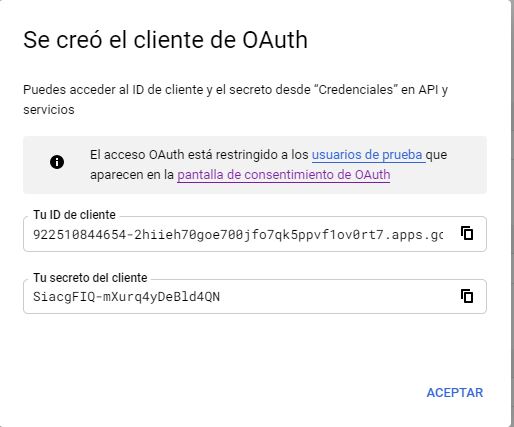 Se creó el cliente de OAuth
Puedes acceder al ID de cliente y el secreto desde “Credenciales” en API y
servicios
El acceso OAuth está restringido a los usuarios de prueba que
aparecen en la pantalla de consentimiento de OAuth
Tu ID de cliente
922510844654-2hiieh70goe700jfo7qk5ppvf1ov0rt7.apps.gc
Tu secreto del cliente
SiacgFIQ-mXurq4yDeBld4QN
ACEPTAR